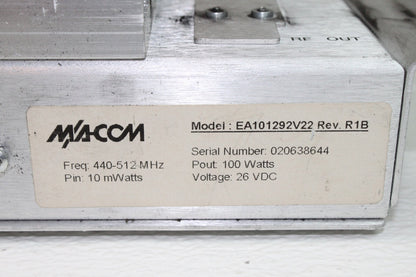 RF OUT
M/A-COM
Model : EA101292V22 Rev. R1B
Serial Number: 020638644
Freq: 440-512-MHz
Pout: 100 Watts
Pin: 10 mWatts
Voltage: 26 VDC